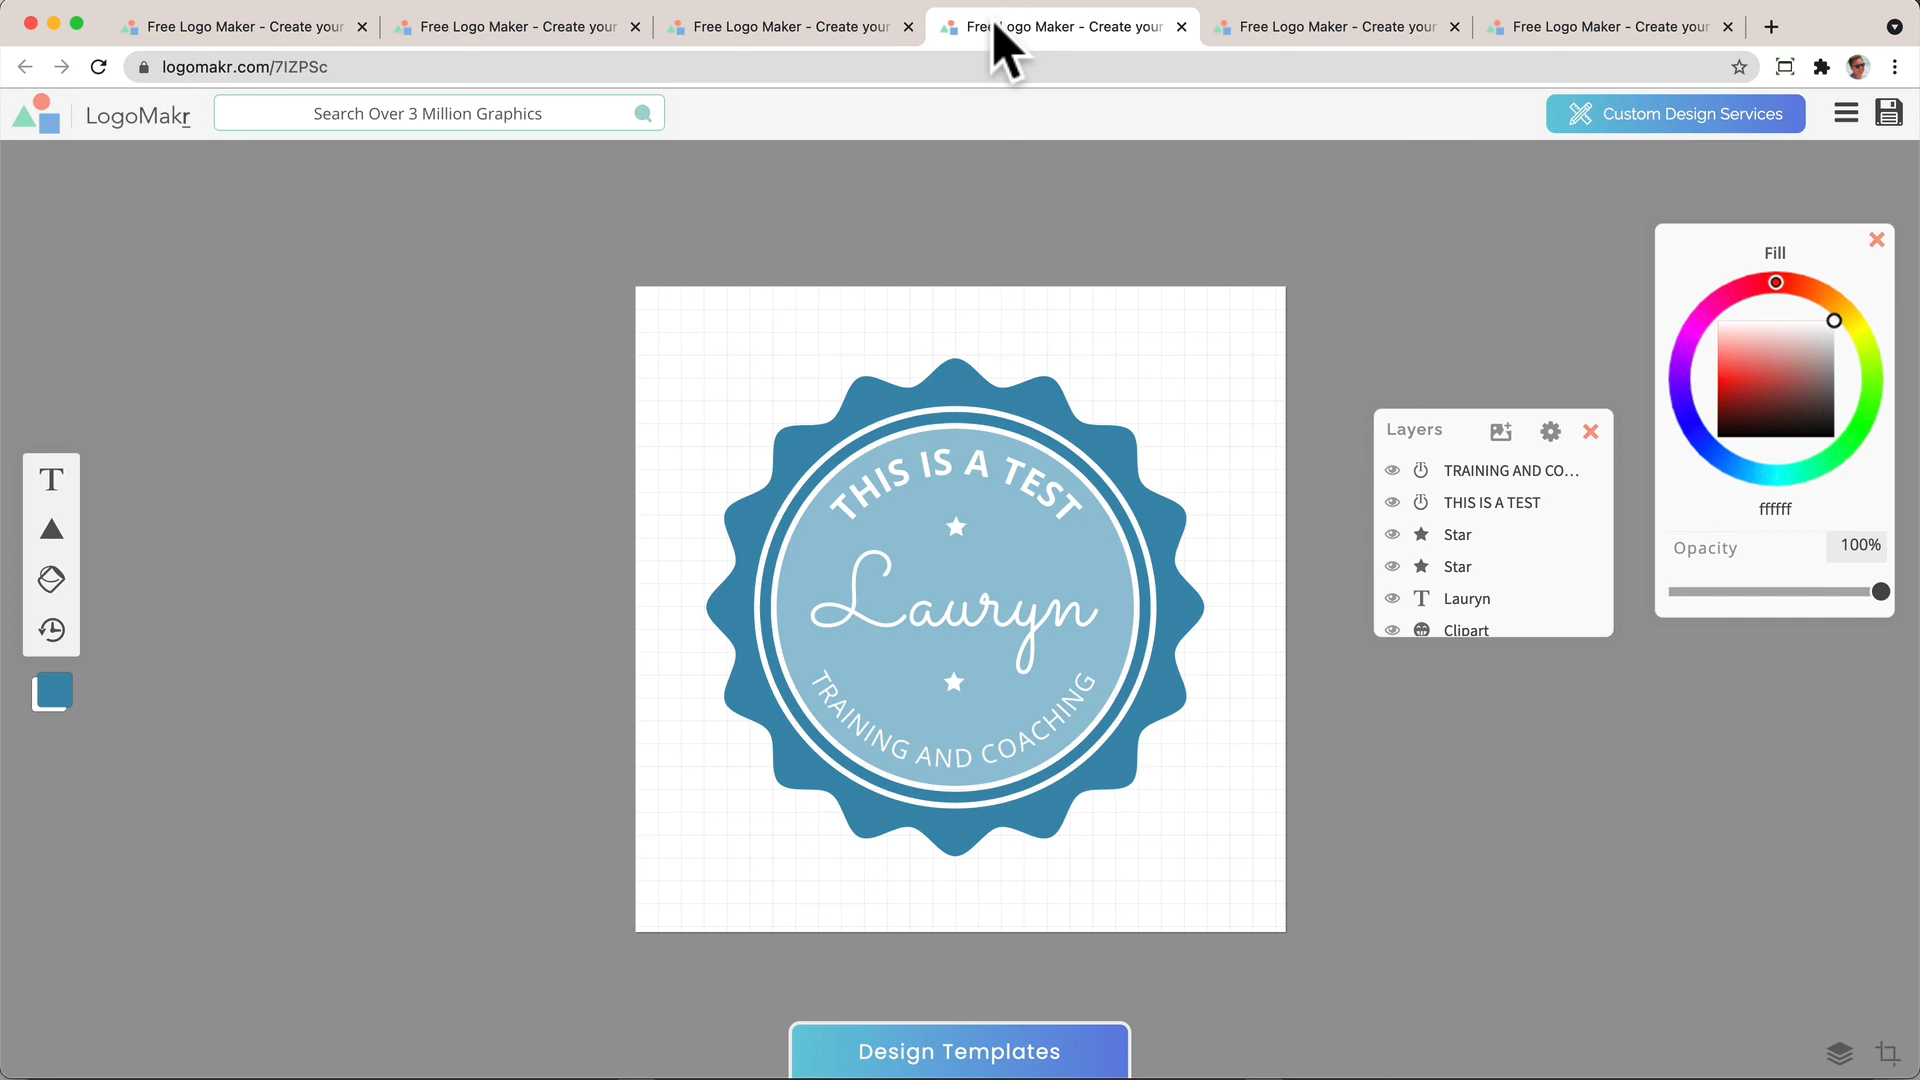 Free Logo Maker - Create your
Free Logo Maker - Create your
Free Logo Maker - Create your
Free Logo Maker - Create your
Free Logo Maker - Create your
Free Logo Maker - Create your
logomakr.com/7IZPSc
LogoMakr
Search Over 3 Million Graphics
Custom Design Services
Fill
ffffff
Opacity
100%
Layers
TRAINING AND CO...
THIS IS A TEST
Star
Star
Lauryn
Clipart
T
THIS IS A TEST
Lauryn
TRAINING AND COACHING
Design Templates